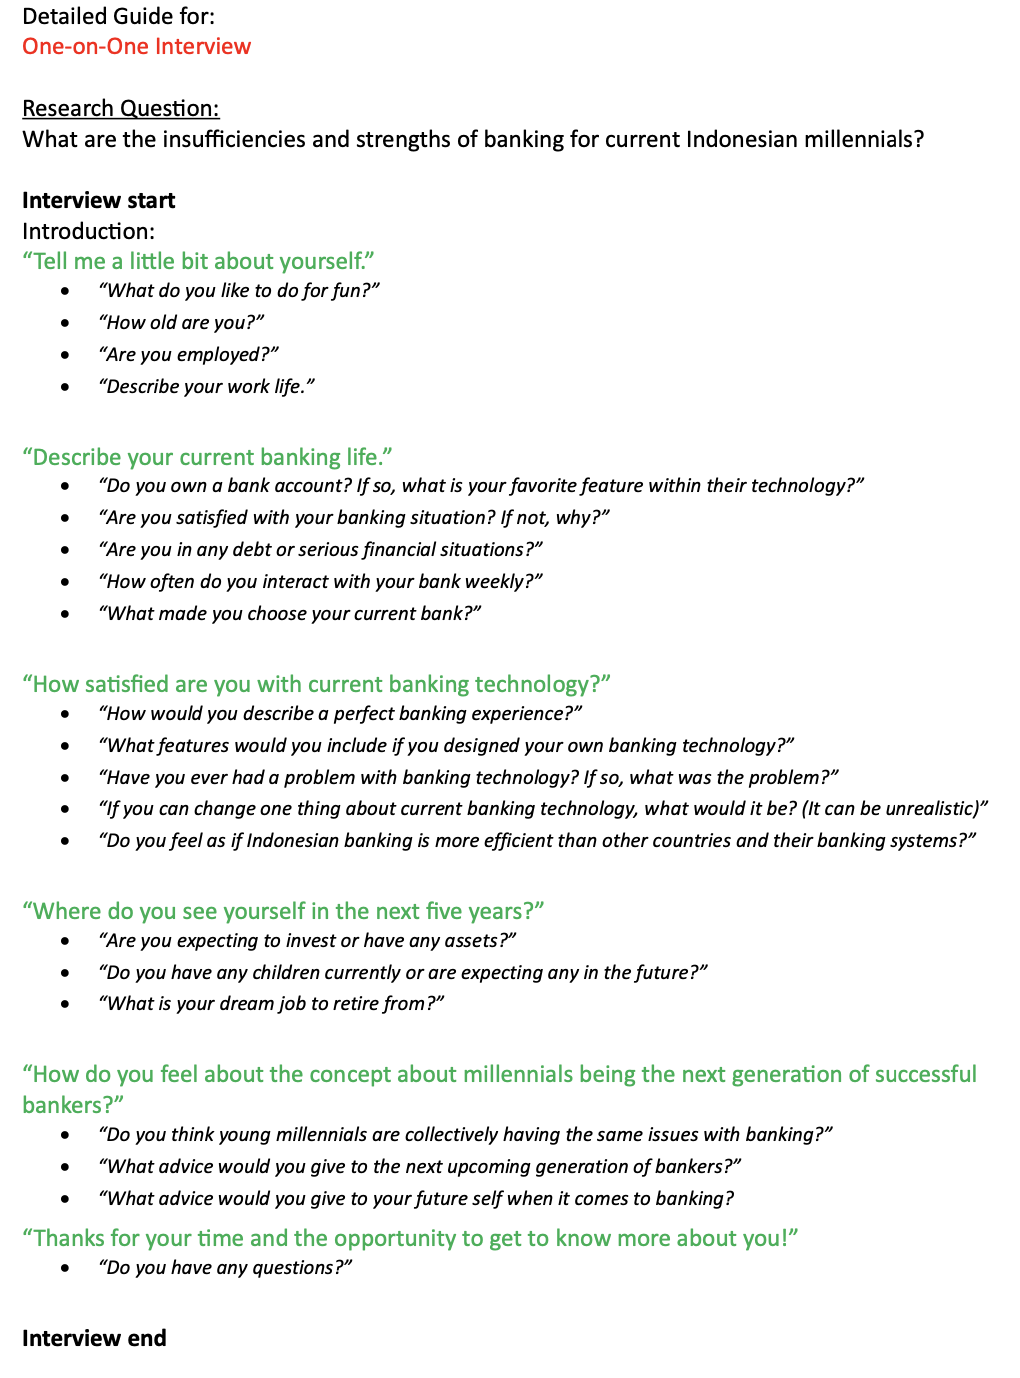 Detailed Guide for:
One-on-One Interview
Research Question:
What are the insufficiencies and strengths of banking for current Indonesian millennials?
Interview start
Introduction:
“Tell me a little bit about yourself.”
• “What do you like to do for fun?”
• “How old are you?”
• “Are you employed?”
• “Describe your work life.”
“Describe your current banking life.”
• “Do you own a bank account? If so, what is your favorite feature within their technology?”
• “Are you satisfied with your banking situation? If not, why?”
• “Are you in any debt or serious financial situations?”
• “How often do you interact with your bank weekly?”
• “What made you choose your current bank?”
“How satisfied are you with current banking technology?”
• “How would you describe a perfect banking experience?”
• “What features would you include if you designed your own banking technology?”
• “Have you ever had a problem with banking technology? If so, what was the problem?”
• “If you can change one thing about current banking technology, what would it be? (It can be unrealistic)”
• “Do you feel as if Indonesian banking is more efficient than other countries and their banking systems?”
“Where do you see yourself in the next five years?”
• “Are you expecting to invest or have any assets?”
• “Do you have any children currently or are expecting any in the future?”
• “What is your dream job to retire from?”
“How do you feel about the concept about millennials being the next generation of successful
bankers?”
• “Do you think young millennials are collectively having the same issues with banking?”
• “What advice would you give to the next upcoming generation of bankers?”
• “What advice would you give to your future self when it comes to banking?
“Thanks for your time and the opportunity to get to know more about you!”
• “Do you have any questions?”
Interview end